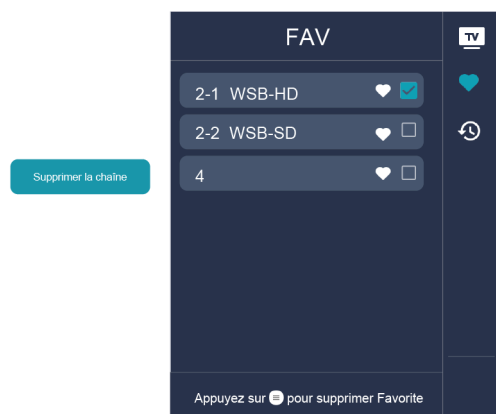 FAV
TV
2-1 WSB-HD
2-2 WSB-SD
4
Supprimer la chaîne
Appuyez sur pour supprimer Favorite